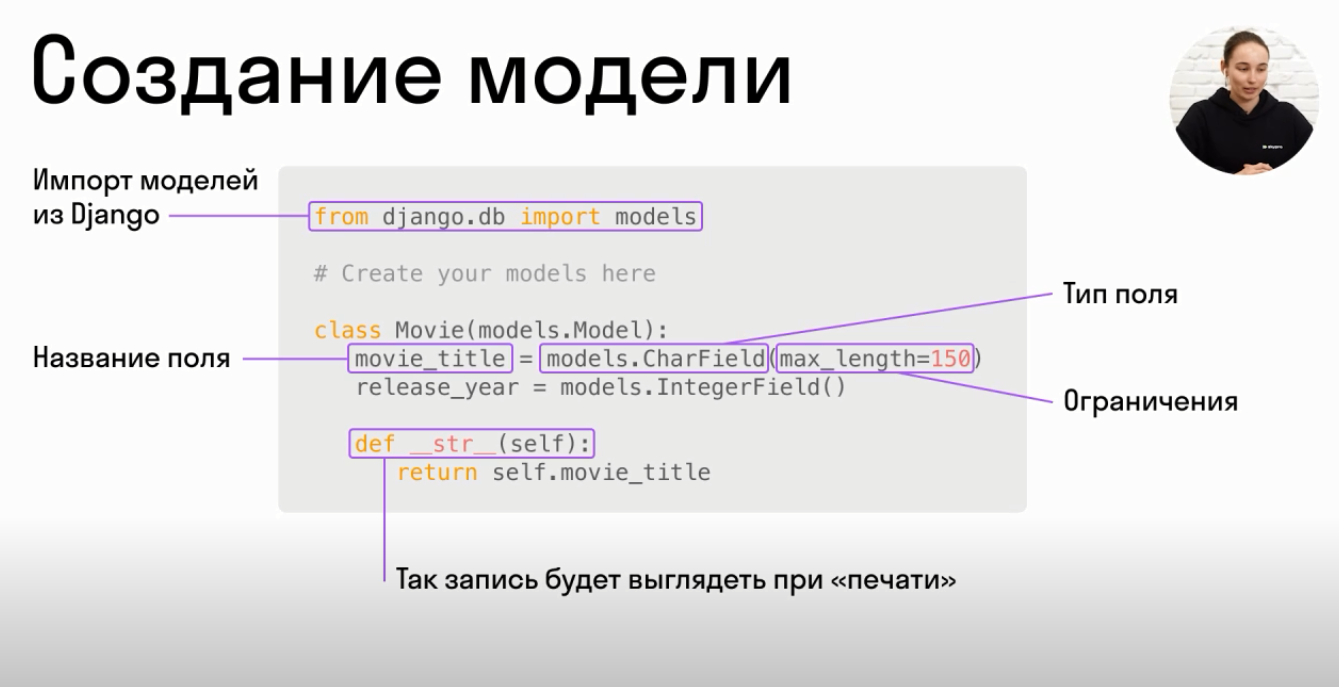 Создание модели
Импорт моделей
из Django
from django.db import models
# Create your models here
Тип поля
class Movie(models.Model):
Название поля
movie_title = models.CharField(max_length=150)
release_year = models.IntegerField()
Ограничения
def __str__(self):
return self.movie_title
Так запись будет выглядеть при «печати»